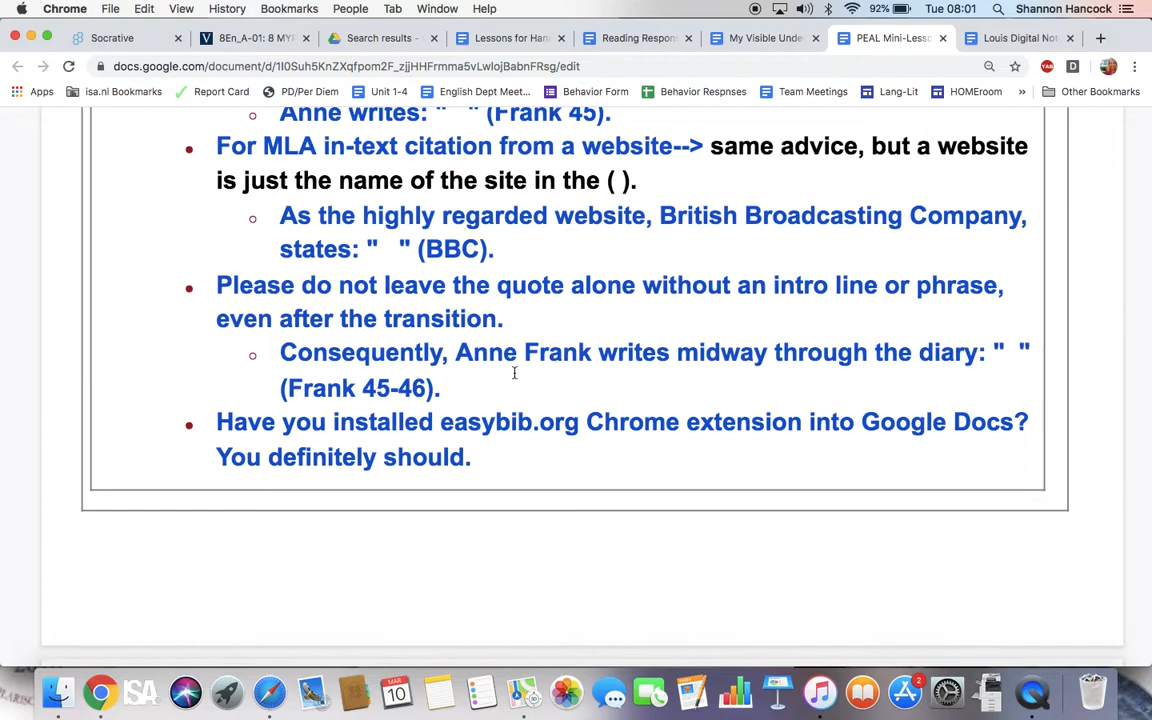 Chrome File Edit View History Bookmarks People Tab Window Help 92% Tue 08:01 Shannon Hancock
Socrative 8En_A-01: 8 MYP Search results - Lessons for Han Reading Respon My Visible Unde PEAL Mini-Lesso Louis Digital Not
docs.google.com/document/d/1I0Suh5KnZXqfpom2F_zjjHHFrmma5vLwlojBabnFRsg/edit
Apps isa.nl Bookmarks Report Card PD/Per Diem Unit 1-4 English Dept Meet... Behavior Form Behavior Respnses Team Meetings Lang-Lit HOMEroom » Other Bookmarks
Anne writes: " " (Frank 45).
For MLA in-text citation from a website--> same advice, but a website
is just the name of the site in the ( ).
As the highly regarded website, British Broadcasting Company,
states: " " (BBC).
Please do not leave the quote alone without an intro line or phrase,
even after the transition.
Consequently, Anne Frank writes midway through the diary: " "
(Frank 45-46).
Have you installed easybib.org Chrome extension into Google Docs?
You definitely should.
ISA MAR 10 2